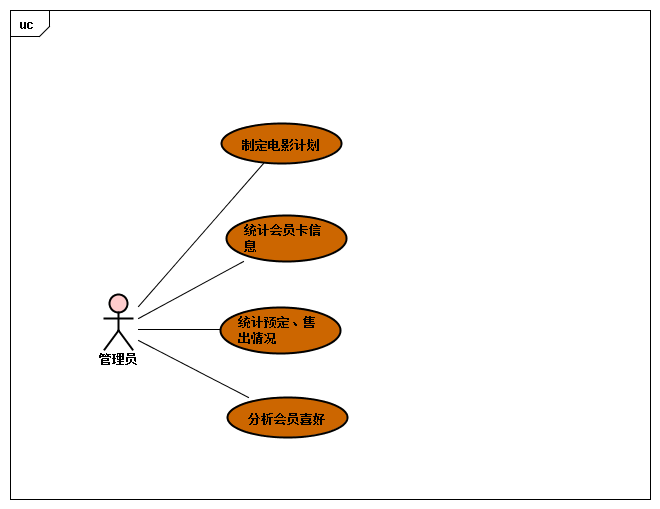 uc
制定电影计划
统计会员卡信
息
统计预定、售
出情况
管理员
分析会员喜好